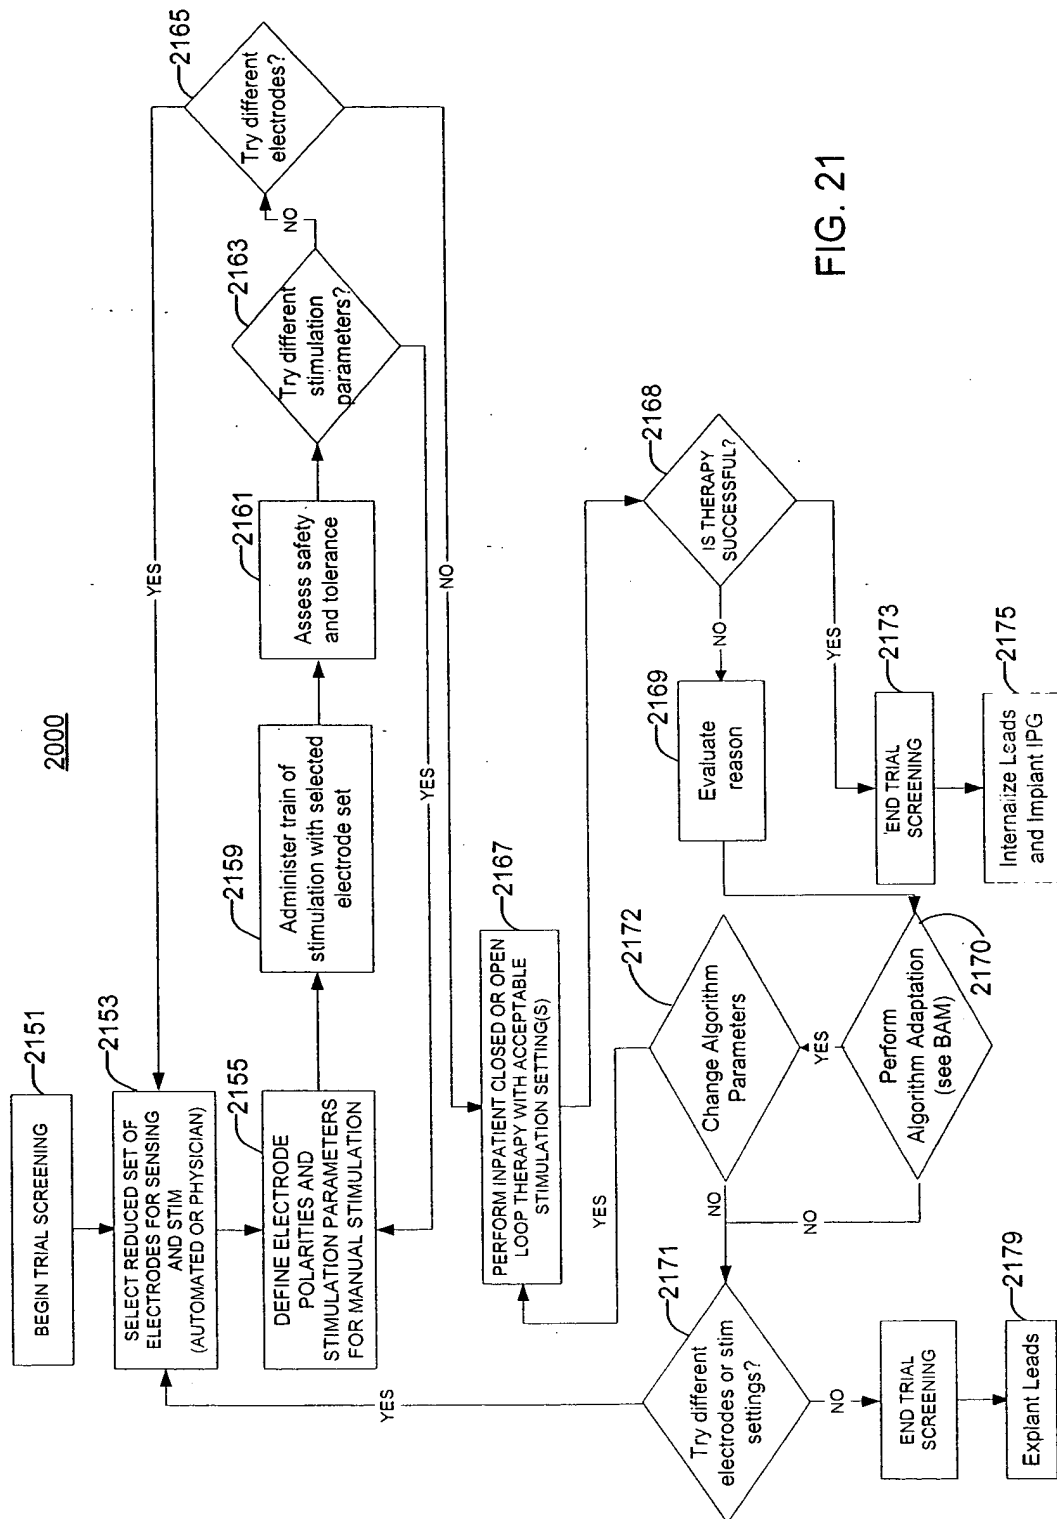 2000
BEGIN TRIAL SCREENING
2151
SELECT REDUCED SET OF
ELECTRODES FOR SENSING
AND STIM
(AUTOMATED OR PHYSICIAN)
2153
DEFINE ELECTRODE
POLARITIES AND
STIMULATION PARAMETERS
FOR MANUAL STIMULATION
2155
Administer train of
stimulation with selected
electrode set
2159
Assess safety
and tolerance
2161
Try different
stimulation
parameters?
2163
NO
YES
Try different
electrodes?
2165
YES
NO
PERFORM INPATIENT CLOSED OR OPEN
LOOP THERAPY WITH ACCEPTABLE
STIMULATION SETTING(S)
2167
IS THERAPY
SUCCESSFUL?
2168
NO
YES
Evaluate
reason
2169
Perform
Algorithm Adaptation
(see BAM)
2170
YES
NO
Change Algorithm
Parameters
2172
YES
NO
Try different
electrodes or stim
settings?
2171
YES
NO
END TRIAL
SCREENING
Explant Leads
2179
END TRIAL
SCREENING
2173
Internalize Leads
and Implant IPG
2175
FIG. 21